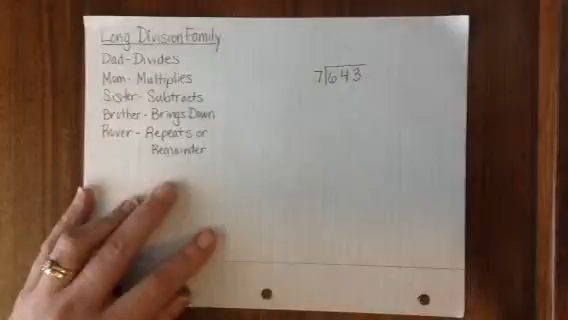 Long Division Family
Dad - Divides
Mom - Multiplies
Sister - Subtracts
Brother - Brings Down
Rover - Repeats or
Remainder
7)643